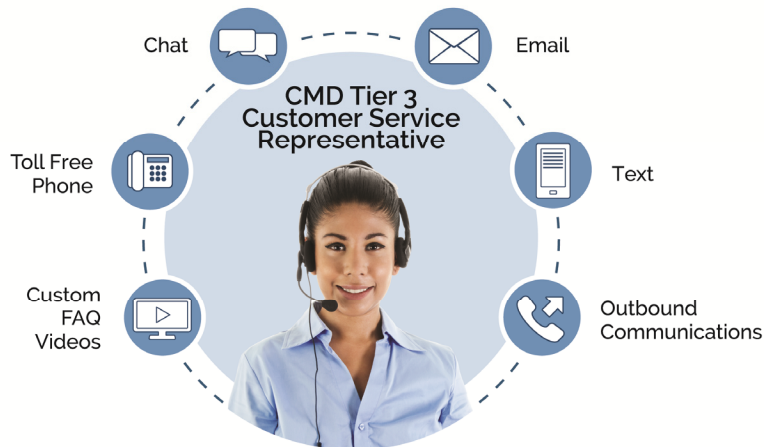 Chat
Email
CMD Tier 3
Customer Service
Representative
Toll Free
Phone
Text
Custom
FAQ
Videos
Outbound
Communications